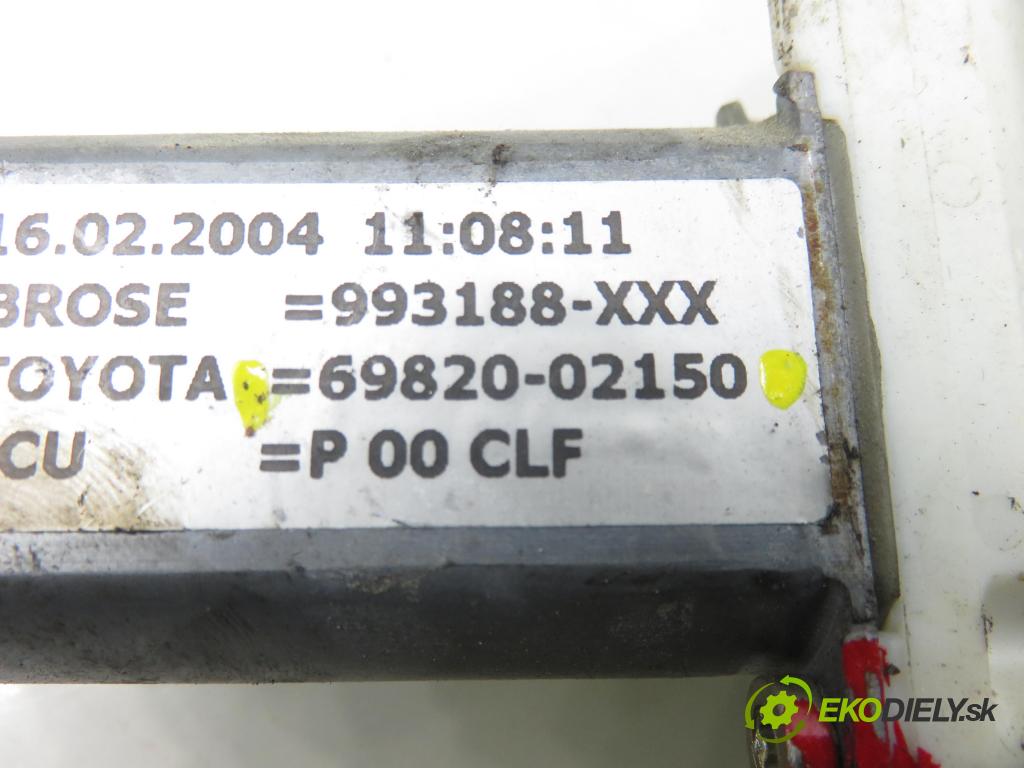 16.02.2004 11:08:11
BROSE =993188-XXX
TOYOTA =69820-02150
CU =P 00 CLF
EKODIELY.sk